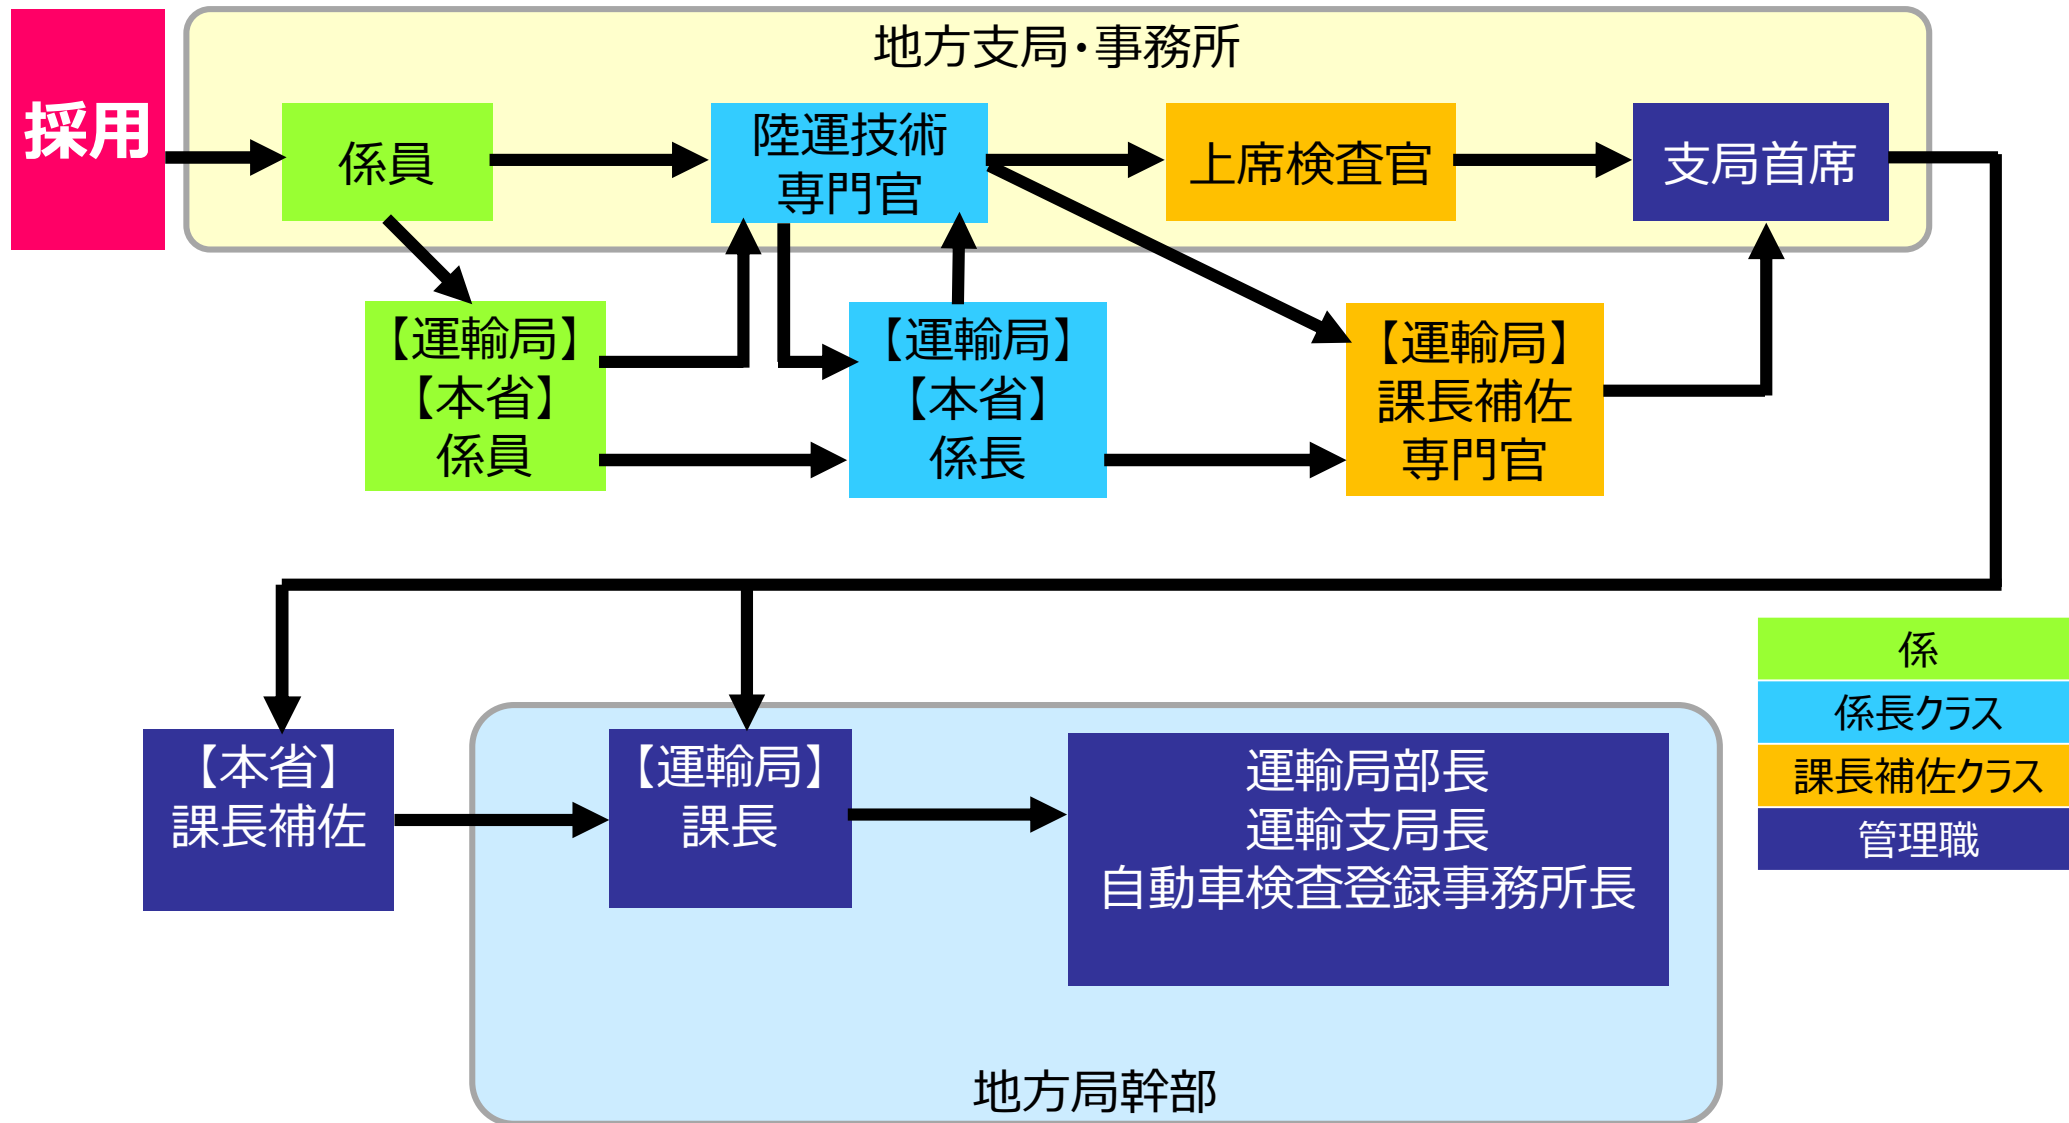 採用
地方支局・事務所
係員
陸運技術
専門官
上席検査官
支局首席
【運輸局】
【本省】
係員
【運輸局】
【本省】
係長
【運輸局】
課長補佐
専門官
係
係長クラス
課長補佐クラス
管理職
【本省】
課長補佐
【運輸局】
課長
運輸局部長
運輸支局長
自動車検査登録事務所長
地方局幹部